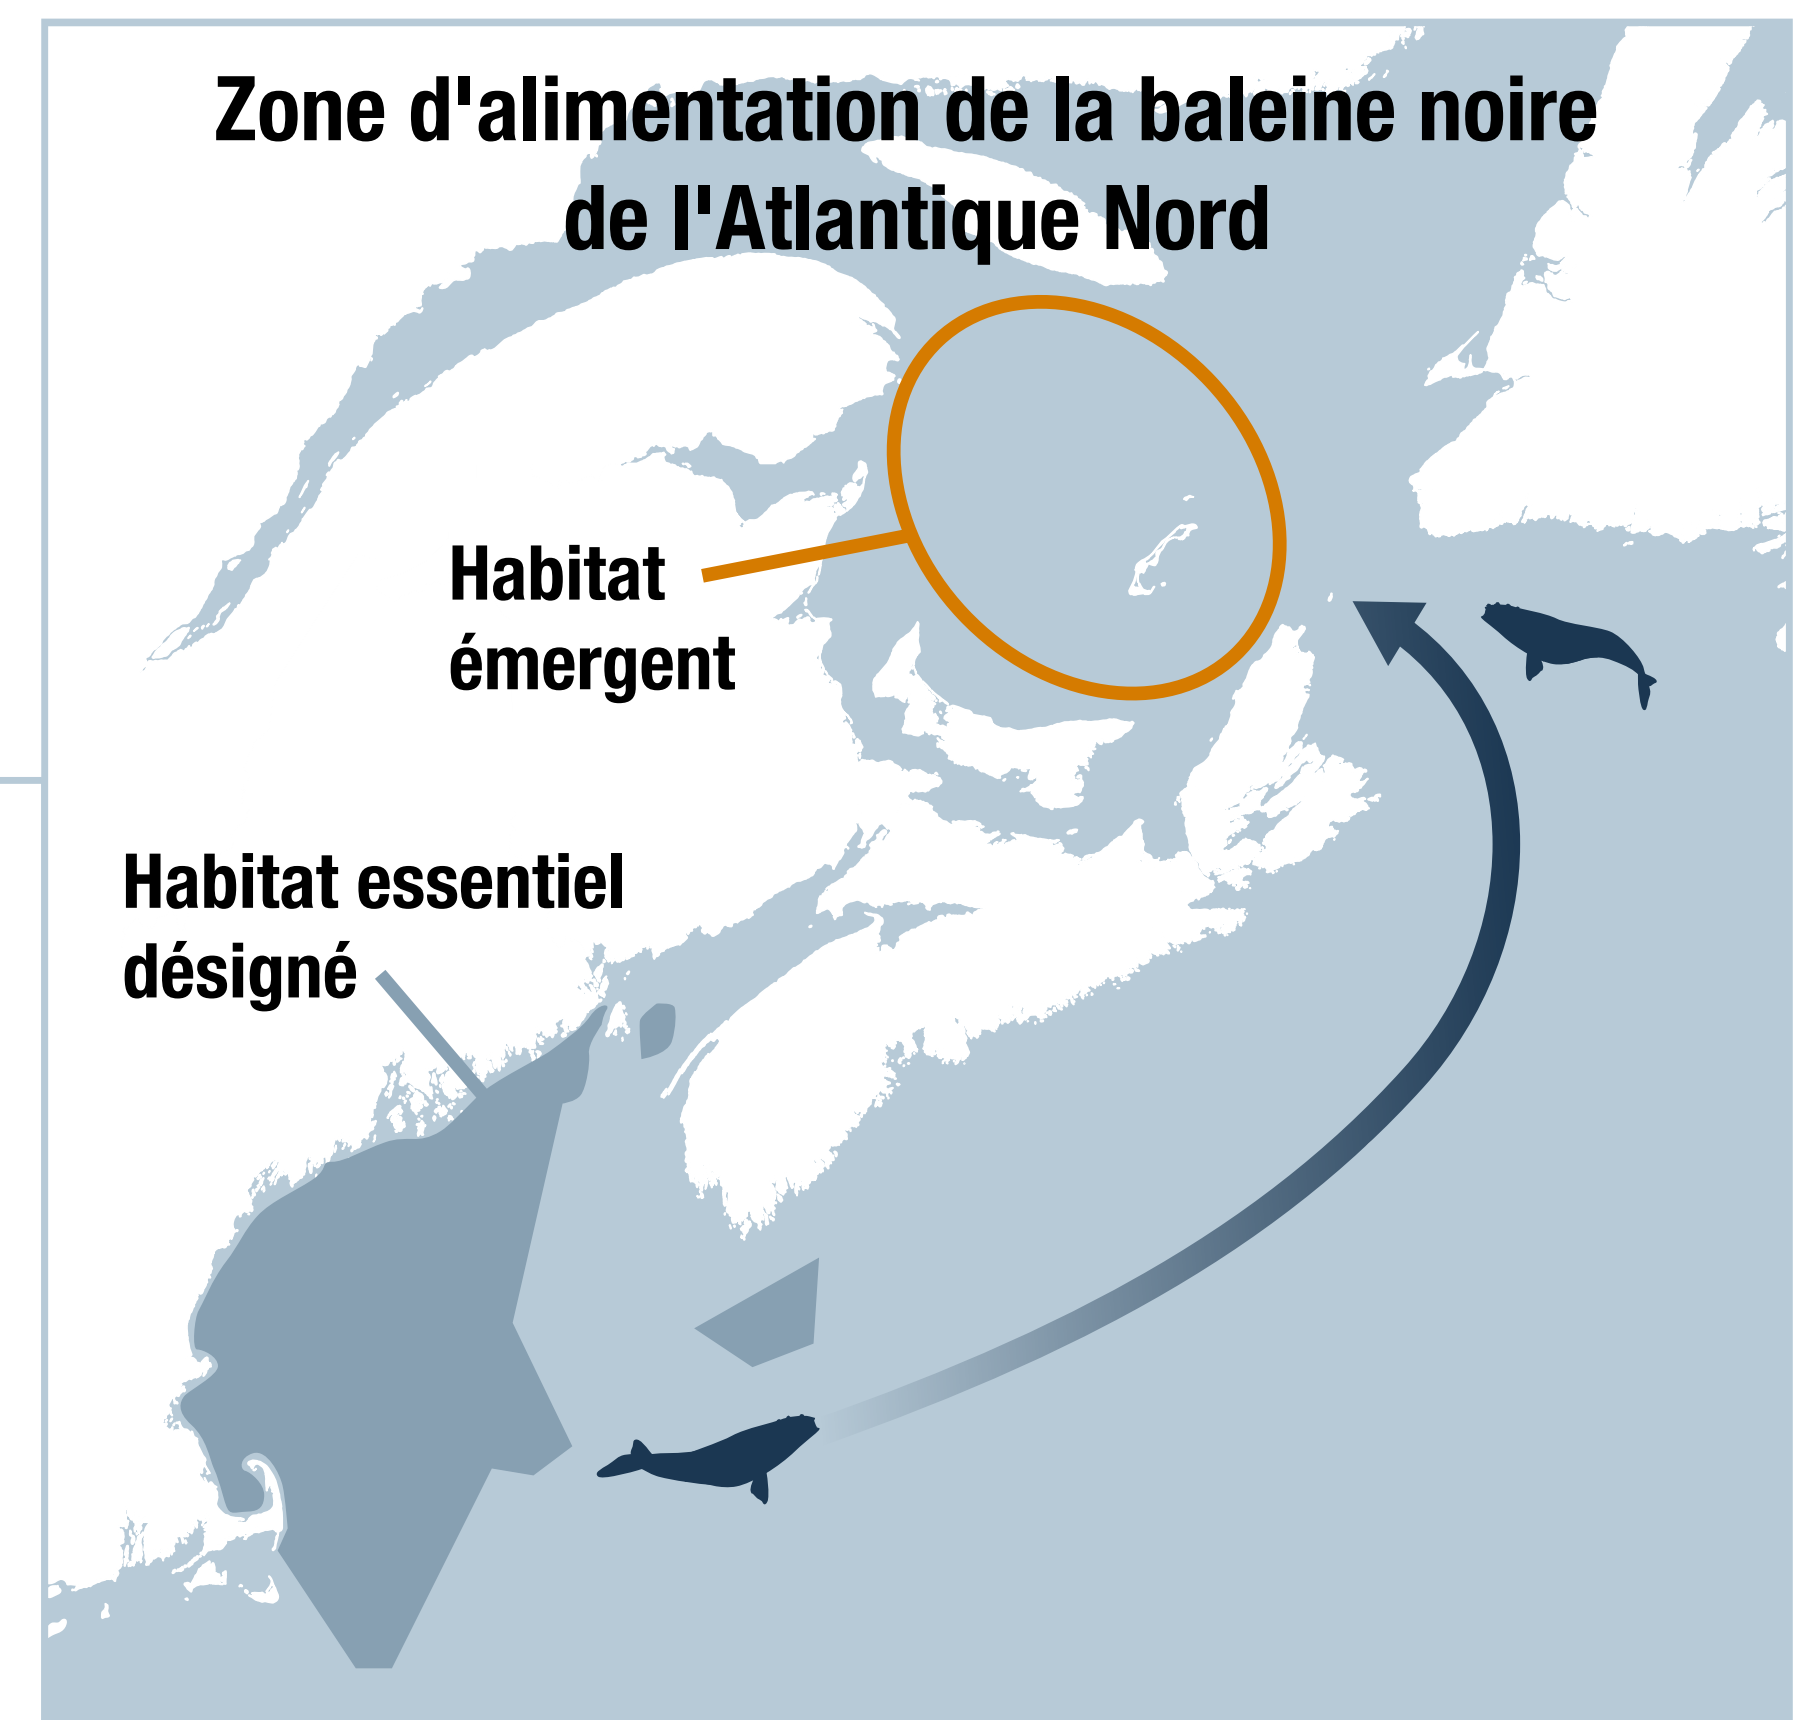 Zone d'alimentation de la baleine noire
de l'Atlantique Nord
Habitat
émergent
Habitat essentiel
désigné